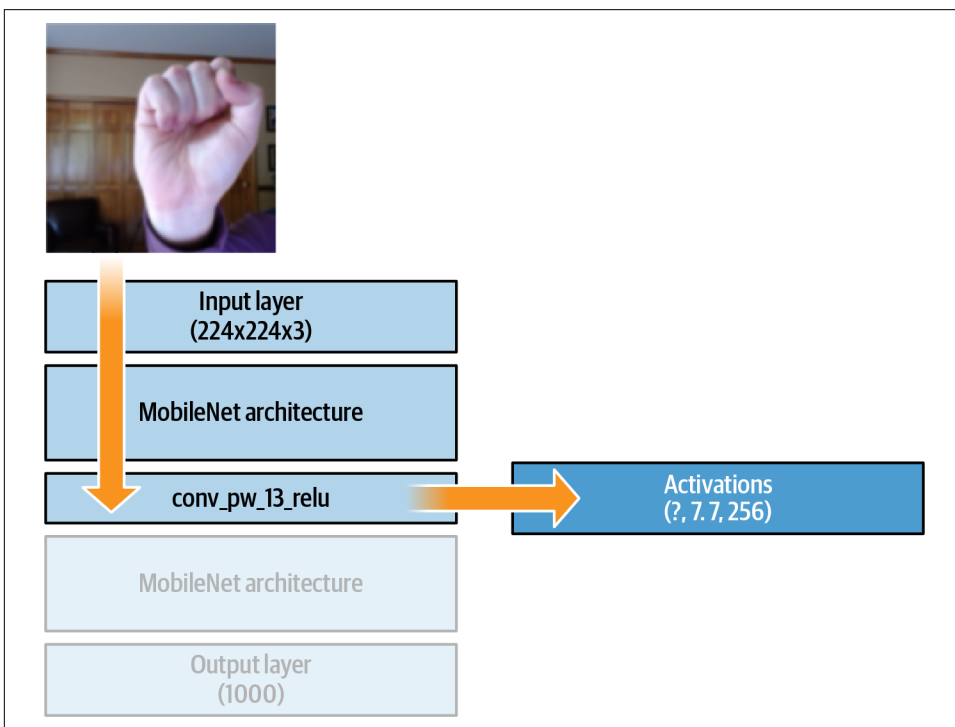 Input layer
(224x224x3)
MobileNet architecture
conv_pw_13_relu
Activations
(?, 7. 7, 256)
MobileNet architecture
Output layer
(1000)